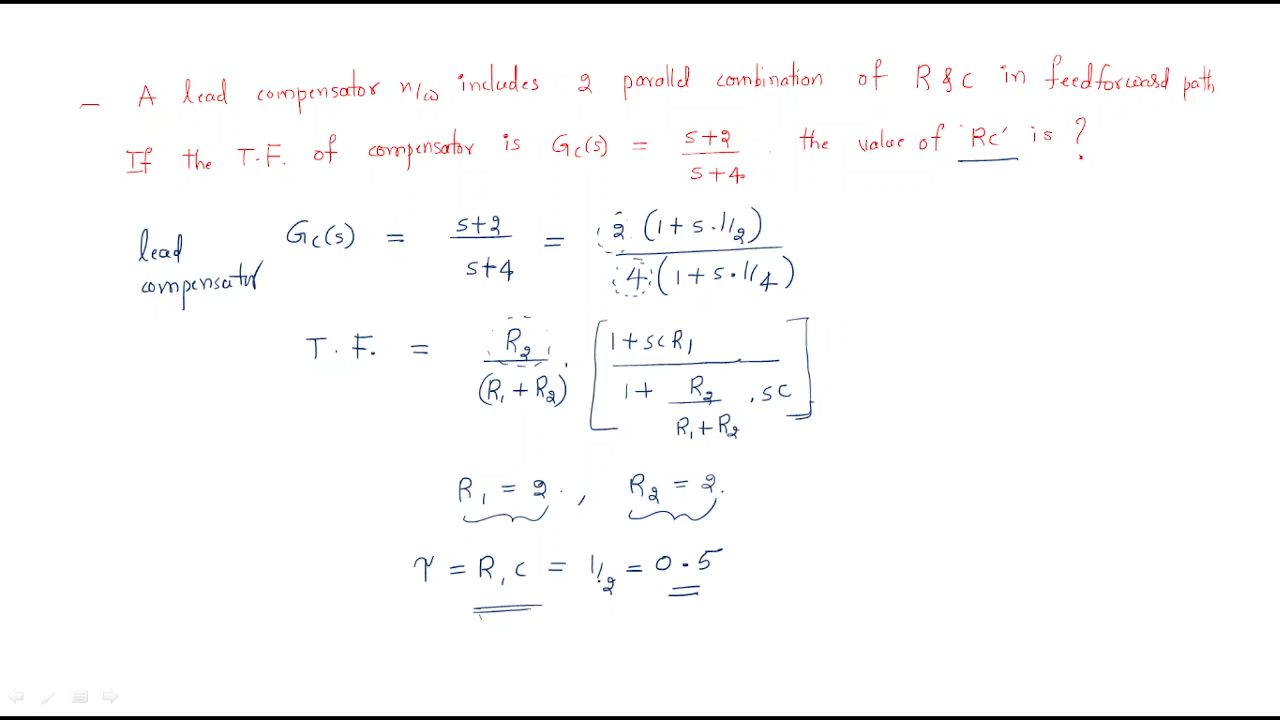 – A lead compensator n/w includes 2 parallel combination of R & C in feedforward path
If the T.F. of compensator is Gc(s) = (s+2)/(s+4). the value of 'RC' is ?
lead compensator
Gc(s) = (s+2)/(s+4) = 2(1+s.1/2)/4(1+s.1/4)
T.F. = R₂/(R₁+R₂) . [(1+scR₁)/(1+ R₂/(R₁+R₂) .sc)]
R₁ = 2. , R₂ = 2.
τ = R₁c = 1/2 = 0.5